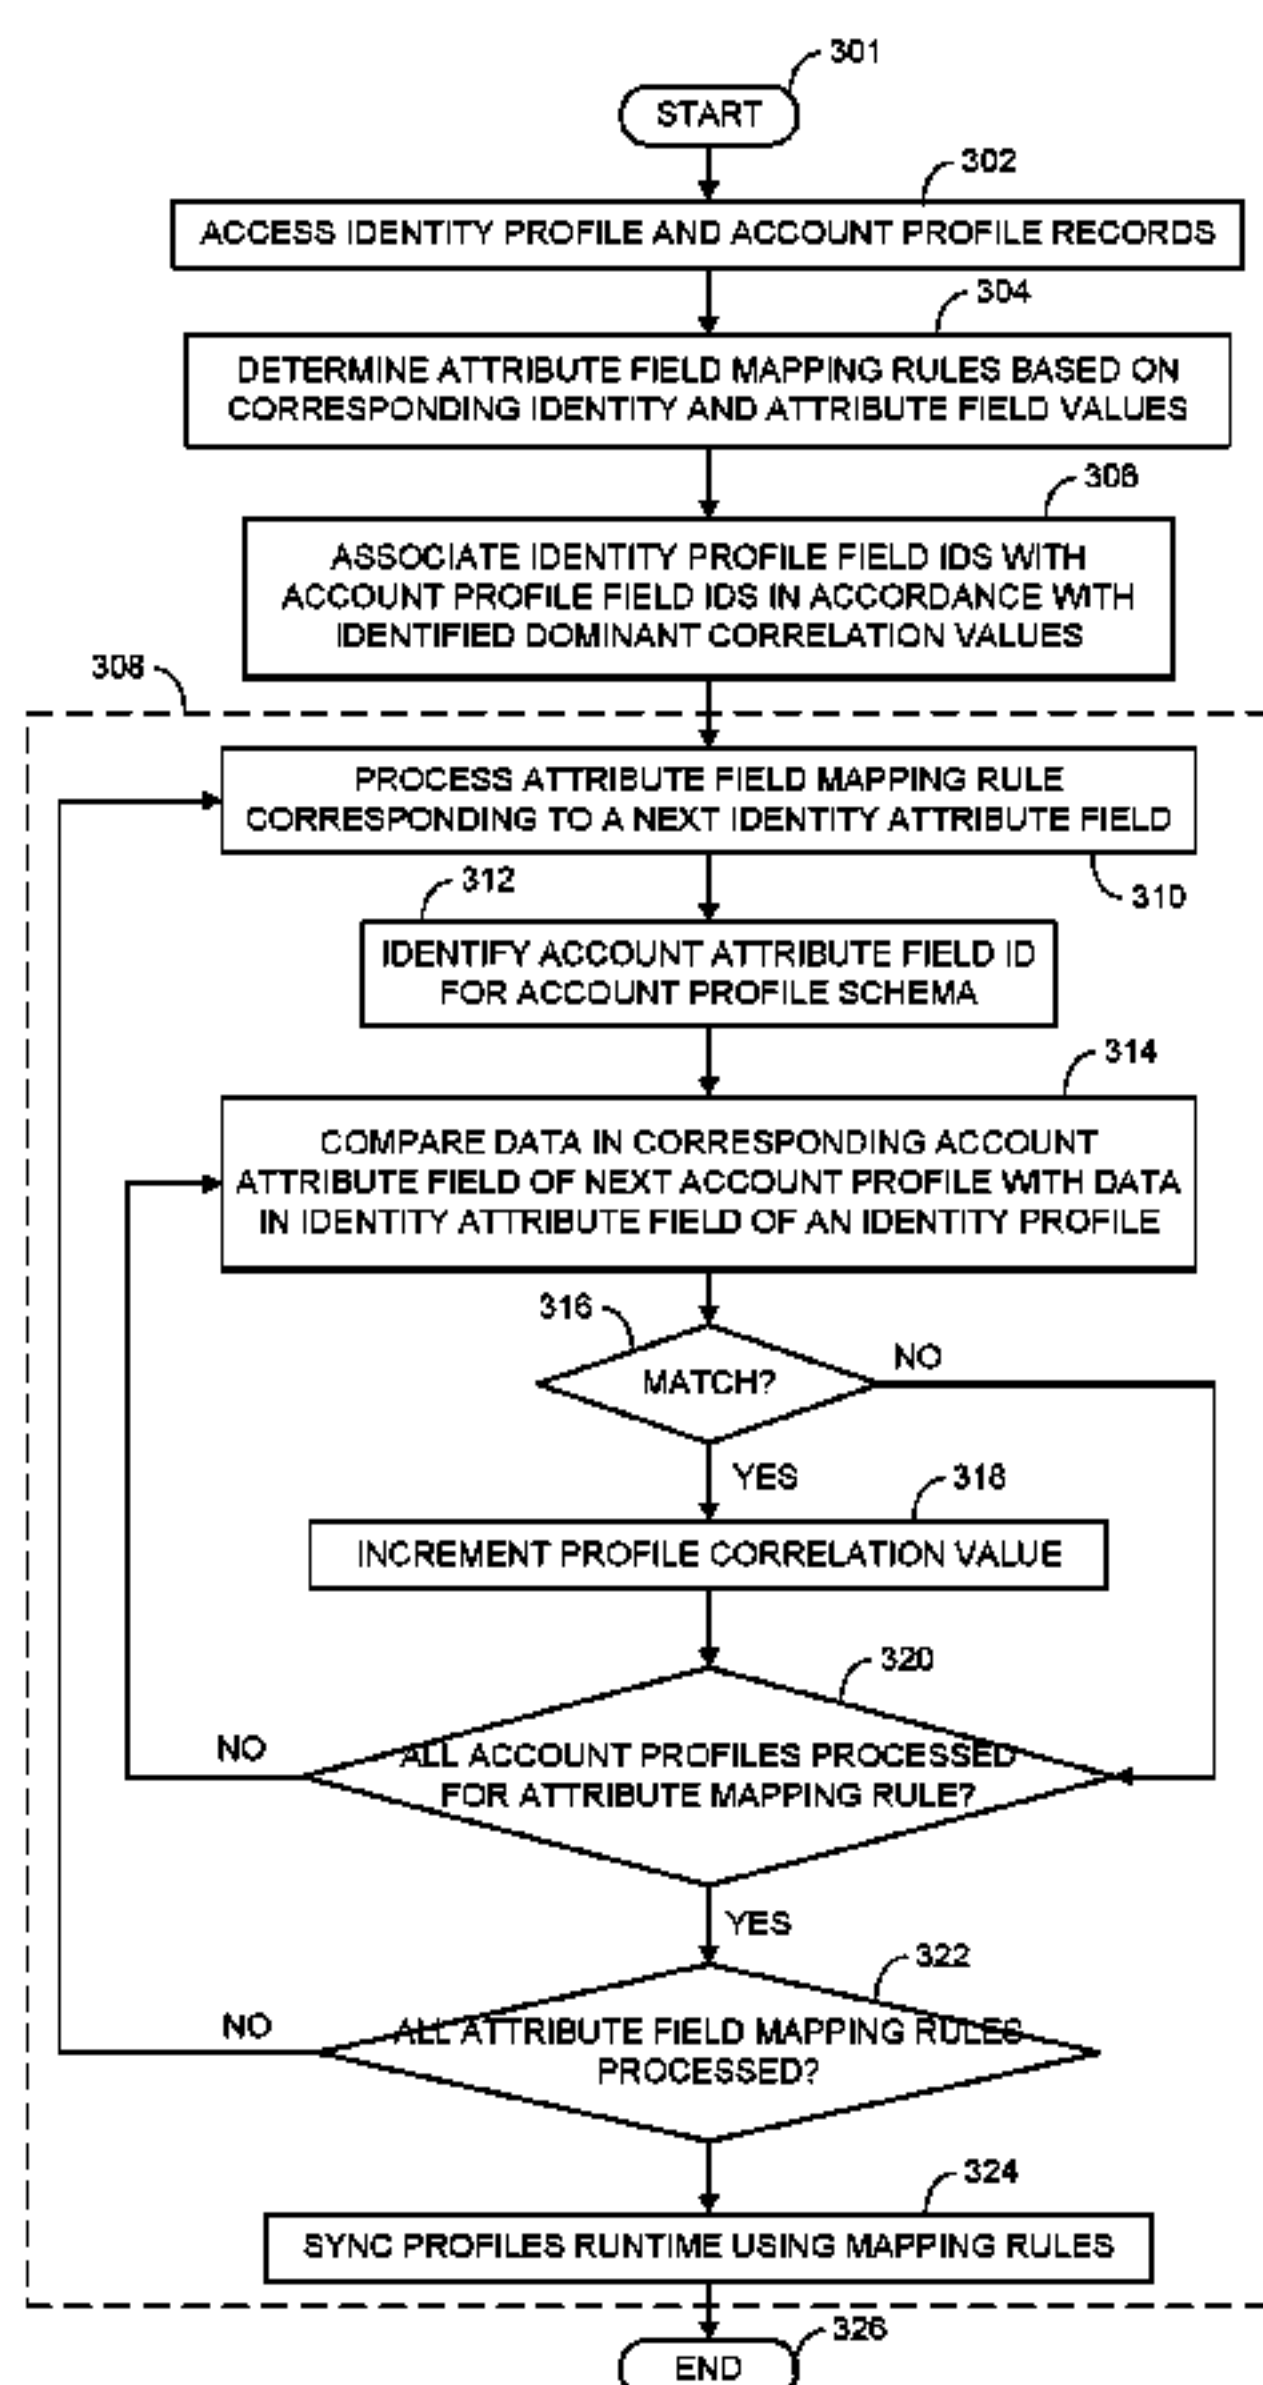 301
START
302
ACCESS IDENTITY PROFILE AND ACCOUNT PROFILE RECORDS
304
DETERMINE ATTRIBUTE FIELD MAPPING RULES BASED ON
CORRESPONDING IDENTITY AND ATTRIBUTE FIELD VALUES
306
ASSOCIATE IDENTITY PROFILE FIELD IDS WITH
ACCOUNT PROFILE FIELD IDS IN ACCORDANCE WITH
IDENTIFIED DOMINANT CORRELATION VALUES
308
PROCESS ATTRIBUTE FIELD MAPPING RULE
CORRESPONDING TO A NEXT IDENTITY ATTRIBUTE FIELD
310
312
IDENTIFY ACCOUNT ATTRIBUTE FIELD ID
FOR ACCOUNT PROFILE SCHEMA
314
COMPARE DATA IN CORRESPONDING ACCOUNT
ATTRIBUTE FIELD OF NEXT ACCOUNT PROFILE WITH DATA
IN IDENTITY ATTRIBUTE FIELD OF AN IDENTITY PROFILE
316
MATCH?
NO
YES
318
INCREMENT PROFILE CORRELATION VALUE
320
NO
ALL ACCOUNT PROFILES PROCESSED
FOR ATTRIBUTE MAPPING RULE?
YES
322
NO
ALL ATTRIBUTE FIELD MAPPING RULES
PROCESSED?
324
SYNC PROFILES RUNTIME USING MAPPING RULES
326
END